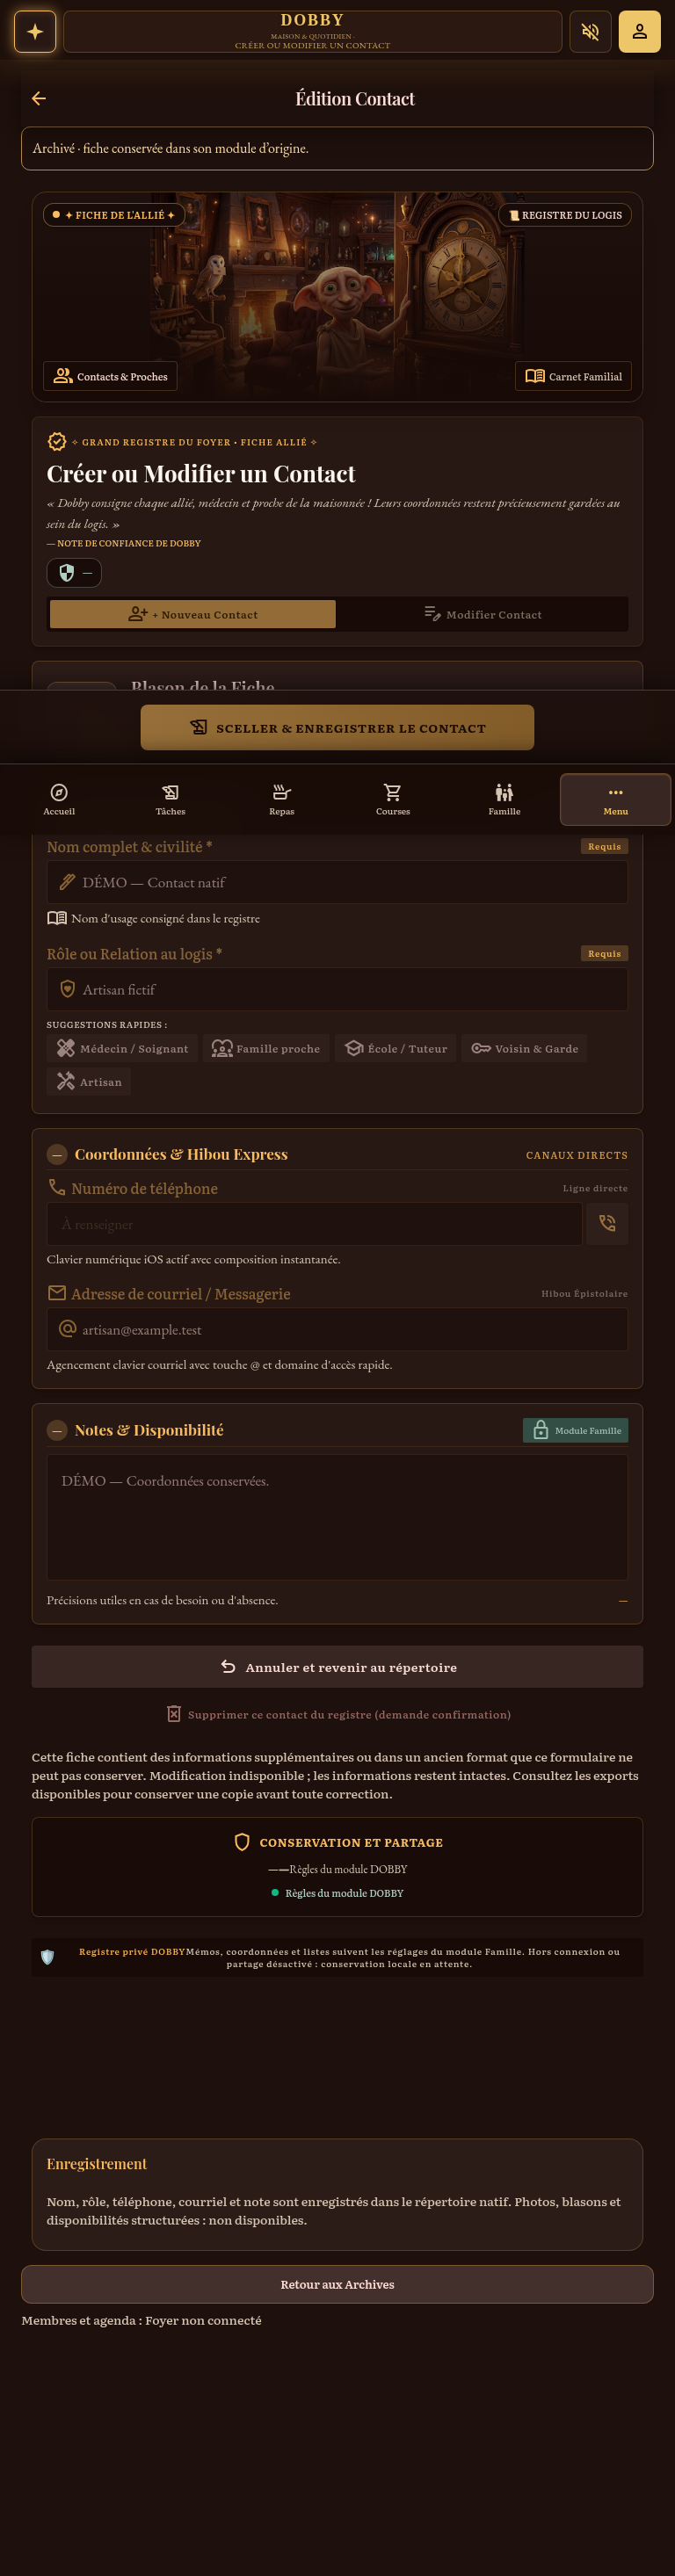 DOBBY
MAISON & QUOTIDIEN ·
CRÉER OU MODIFIER UN CONTACT
Édition Contact
Archivé · fiche conservée dans son module d’origine.
✦ FICHE DE L'ALLIÉ ✦
📜 REGISTRE DU LOGIS
Contacts & Proches
Carnet Familial
✧ GRAND REGISTRE DU FOYER • FICHE ALLIÉ ✧
Créer ou Modifier un Contact
« Dobby consigne chaque allié, médecin et proche de la maisonnée ! Leurs coordonnées restent précieusement gardées au
sein du logis. »
— NOTE DE CONFIANCE DE DOBBY
—
+ Nouveau Contact
Modifier Contact
Blason de la Fiche
SCELLER & ENREGISTRER LE CONTACT
Accueil
Tâches
Repas
Courses
Famille
Menu
Nom complet & civilité *
Requis
DÉMO — Contact natif
Nom d'usage consigné dans le registre
Rôle ou Relation au logis *
Requis
Artisan fictif
SUGGESTIONS RAPIDES :
Médecin / Soignant
Famille proche
École / Tuteur
Voisin & Garde
Artisan
— Coordonnées & Hibou Express
CANAUX DIRECTS
Numéro de téléphone
Ligne directe
À renseigner
Clavier numérique iOS actif avec composition instantanée.
Adresse de courriel / Messagerie
Hibou Épistolaire
artisan@example.test
Agencement clavier courriel avec touche @ et domaine d'accès rapide.
— Notes & Disponibilité
Module Famille
DÉMO — Coordonnées conservées.
Précisions utiles en cas de besoin ou d'absence.
—
Annuler et revenir au répertoire
Supprimer ce contact du registre (demande confirmation)
Cette fiche contient des informations supplémentaires ou dans un ancien format que ce formulaire ne
peut pas conserver. Modification indisponible ; les informations restent intactes. Consultez les exports
disponibles pour conserver une copie avant toute correction.
CONSERVATION ET PARTAGE
——Règles du module DOBBY
Règles du module DOBBY
Registre privé DOBBYMémos, coordonnées et listes suivent les réglages du module Famille. Hors connexion ou
partage désactivé : conservation locale en attente.
Enregistrement
Nom, rôle, téléphone, courriel et note sont enregistrés dans le répertoire natif. Photos, blasons et
disponibilités structurées : non disponibles.
Retour aux Archives
Membres et agenda : Foyer non connecté